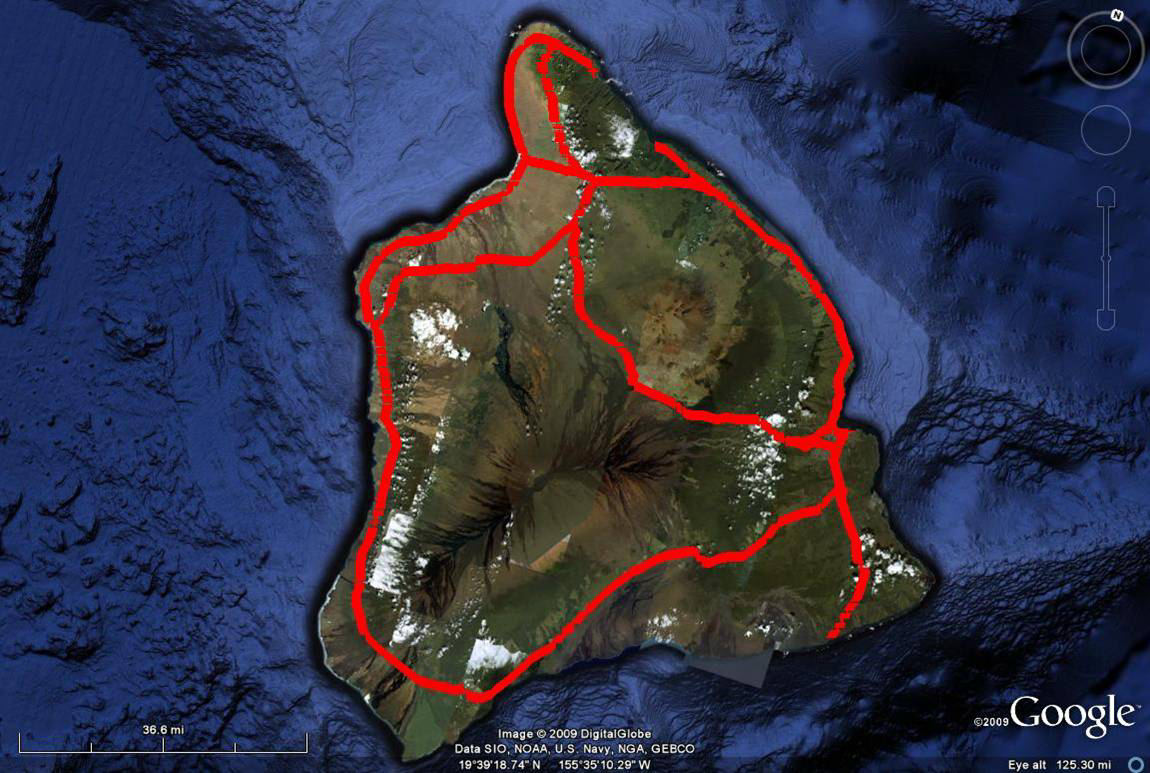 N
36.6 mi
Image © 2009 DigitalGlobe
Data SIO, NOAA, U.S. Navy, NGA, GEBCO
19°39'18.74" N 155°35'10.29" W
©2009 Google™
Eye alt 125.30 mi